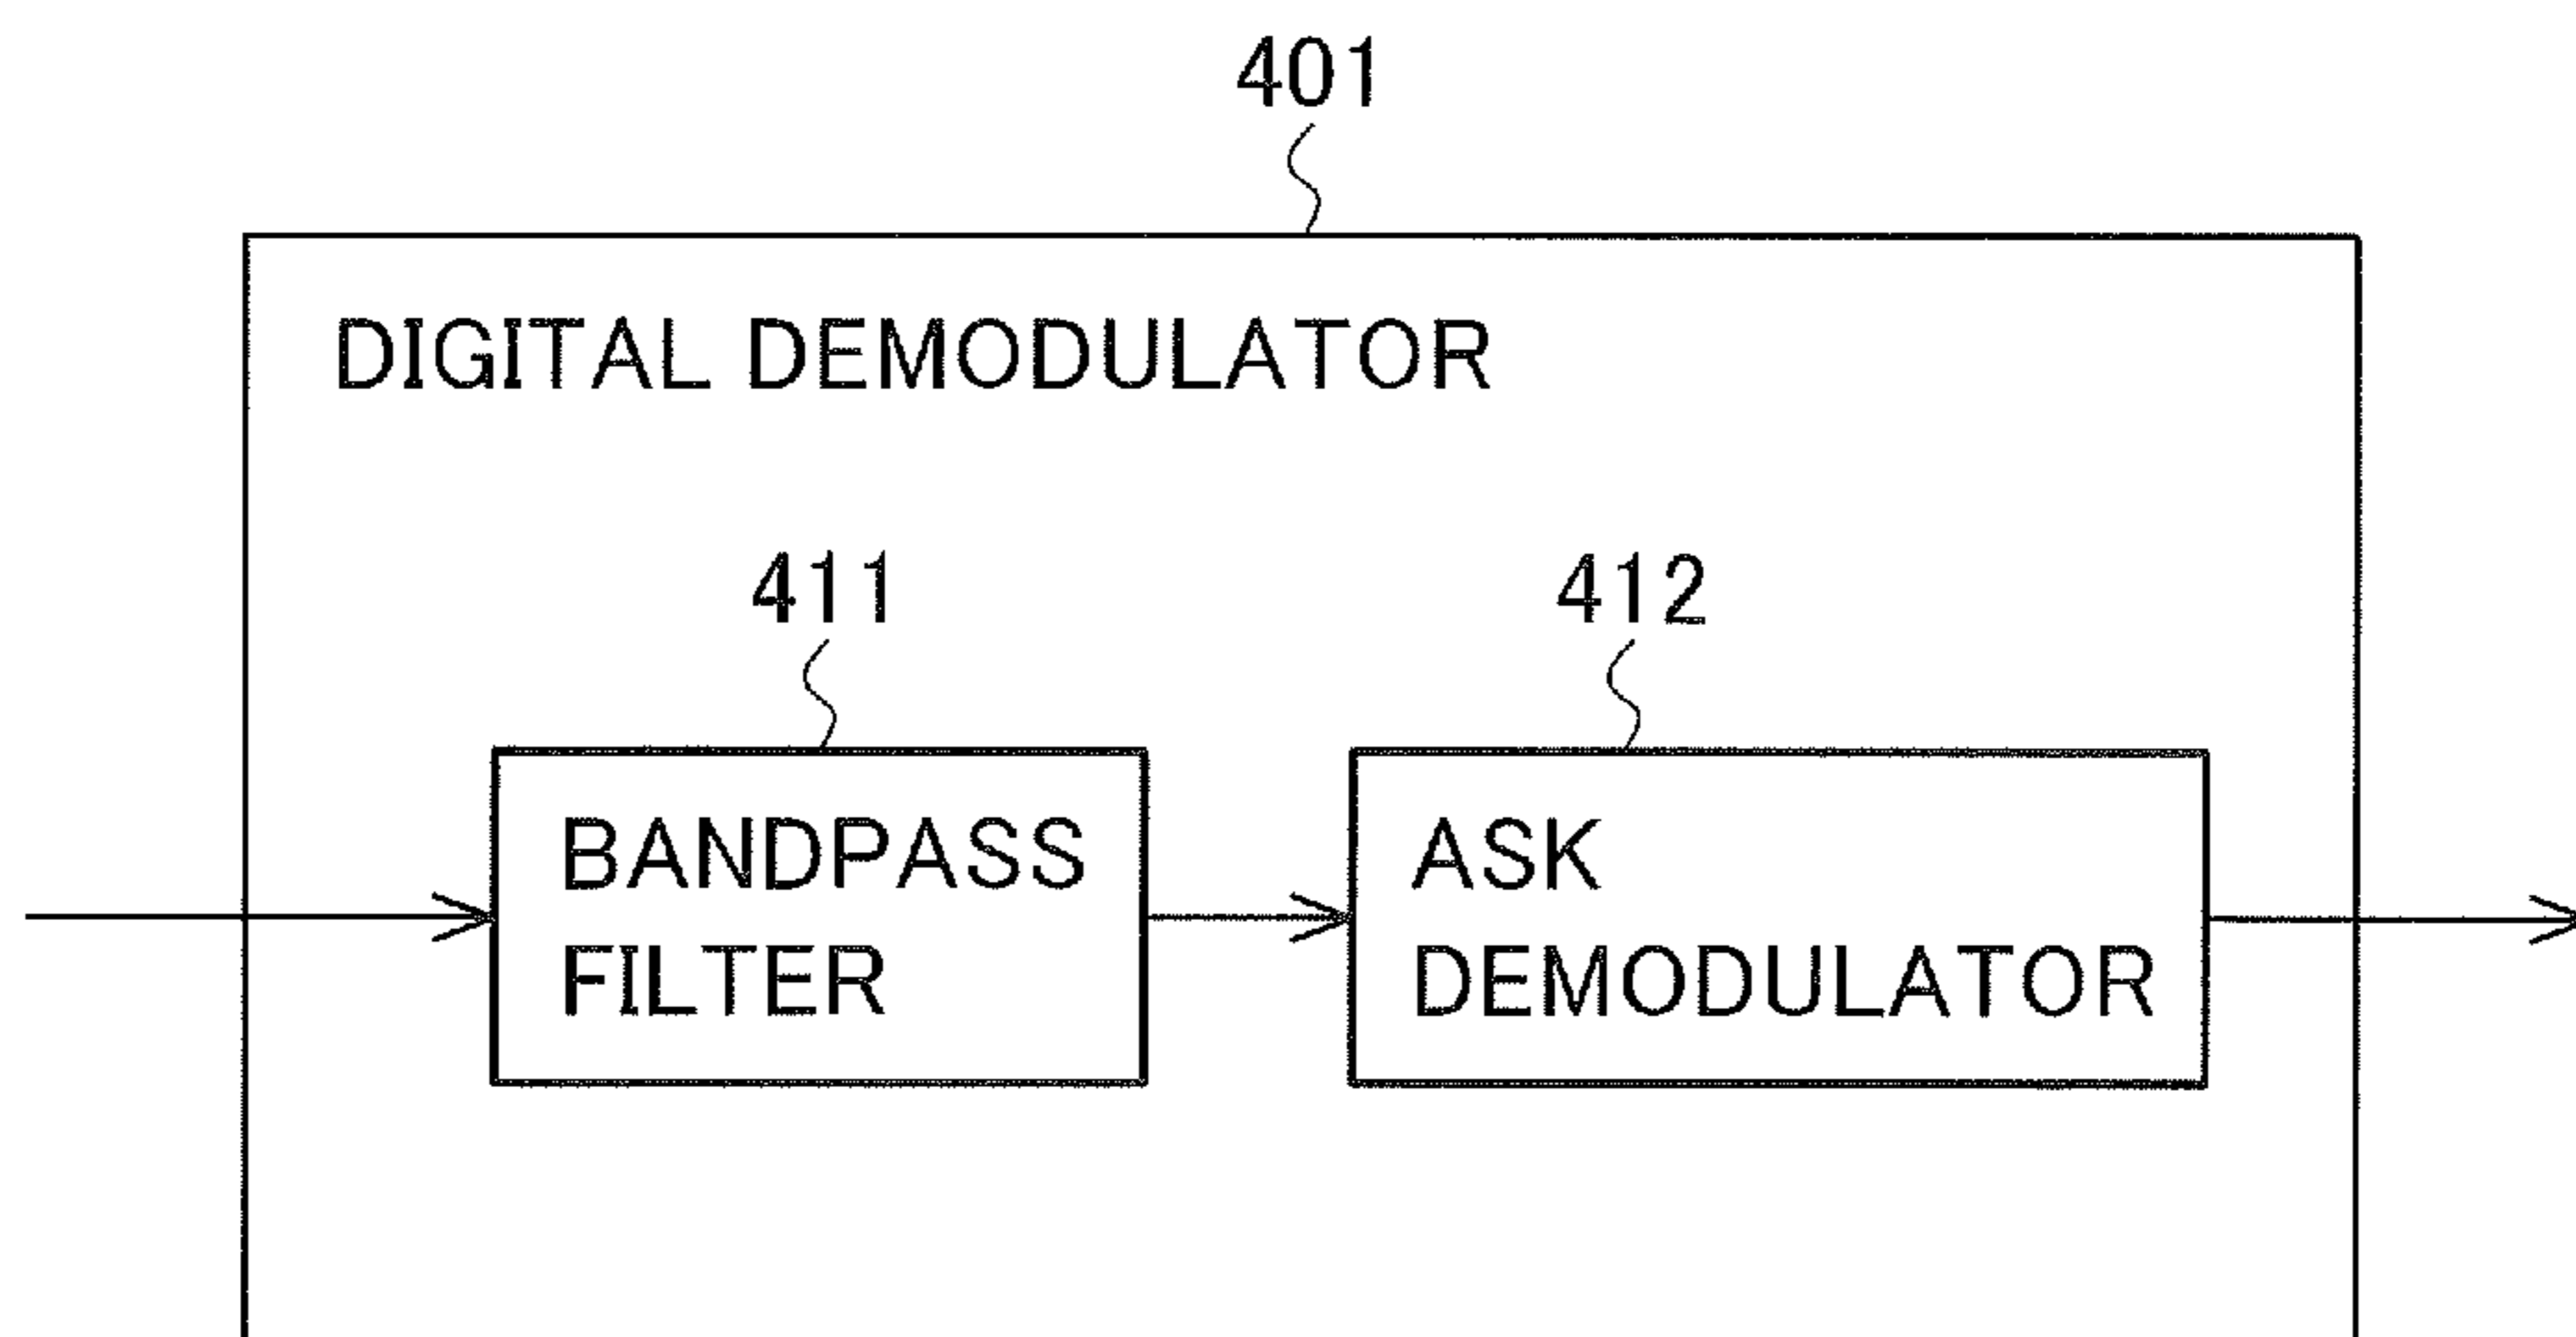 401
DIGITAL DEMODULATOR
411
412
BANDPASS
FILTER
ASK
DEMODULATOR